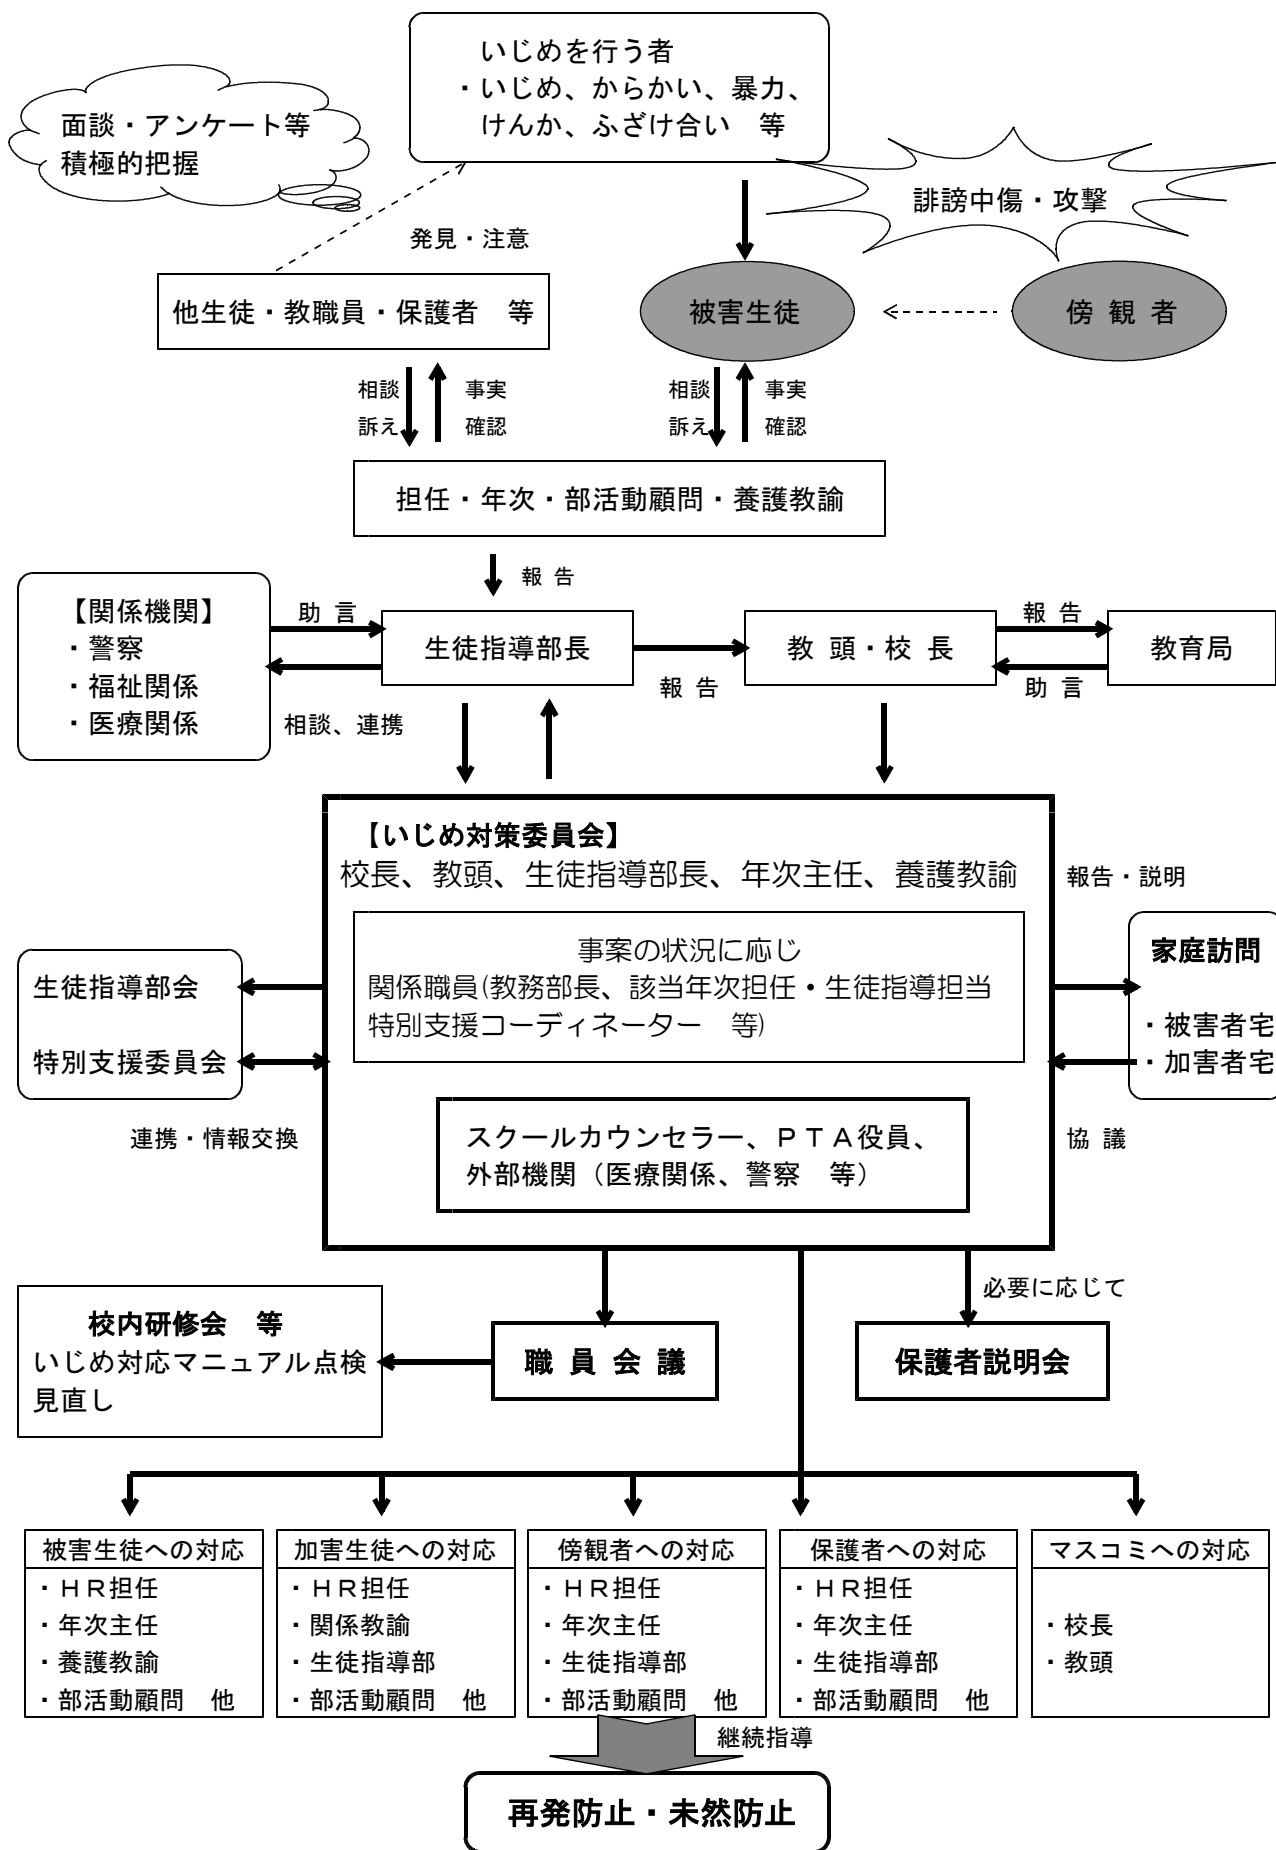 いじめを行う者
・いじめ、からかい、暴力、
けんか、ふざけ合い　等
面談・アンケート等
積極的把握
誹謗中傷・攻撃
発見・注意
他生徒・教職員・保護者　等
被害生徒
傍 観 者
相談
訴え
事実
確認
相談
訴え
事実
確認
担任・年次・部活動顧問・養護教諭
報 告
【関係機関】
・警察
・福祉関係
・医療関係
助 言
相談、連携
生徒指導部長
報 告
教 頭・校 長
報 告
助 言
教育局
【いじめ対策委員会】
校長、教頭、生徒指導部長、年次主任、養護教諭
事案の状況に応じ
関係職員(教務部長、該当年次担任・生徒指導担当
特別支援コーディネーター　等)
スクールカウンセラー、ＰＴＡ役員、
外部機関（医療関係、警察　等）
生徒指導部会
特別支援委員会
連携・情報交換
報告・説明
家庭訪問
・被害者宅
・加害者宅
協 議
必要に応じて
校内研修会　等
いじめ対応マニュアル点検
見直し
職 員 会 議
保護者説明会
被害生徒への対応
・ＨＲ担任
・年次主任
・養護教諭
・部活動顧問　他
加害生徒への対応
・ＨＲ担任
・関係教諭
・生徒指導部
・部活動顧問　他
傍観者への対応
・ＨＲ担任
・年次主任
・生徒指導部
・部活動顧問　他
保護者への対応
・ＨＲ担任
・年次主任
・生徒指導部
・部活動顧問　他
マスコミへの対応
・校長
・教頭
継続指導
再発防止・未然防止